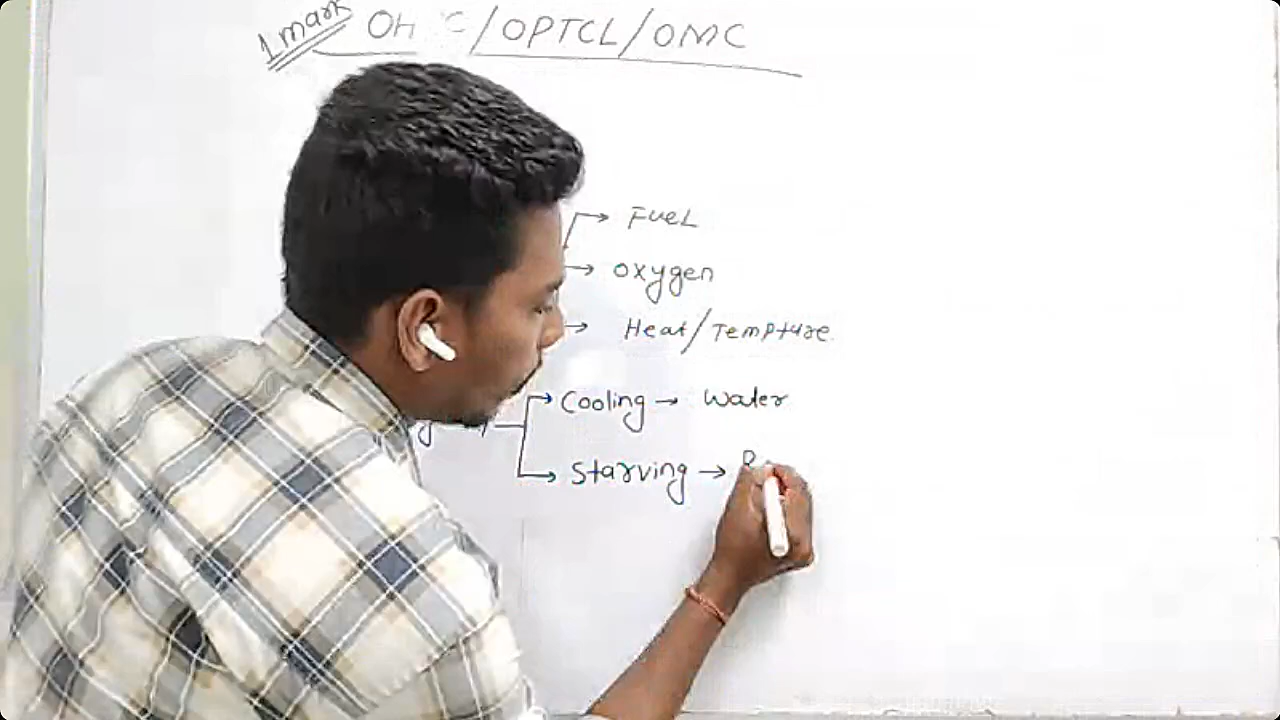 1 mark OH C/OPTCL/OMC
→ FueL
→ oxygen
→ Heat/Tempture
→ Cooling → Water
→ Starving →